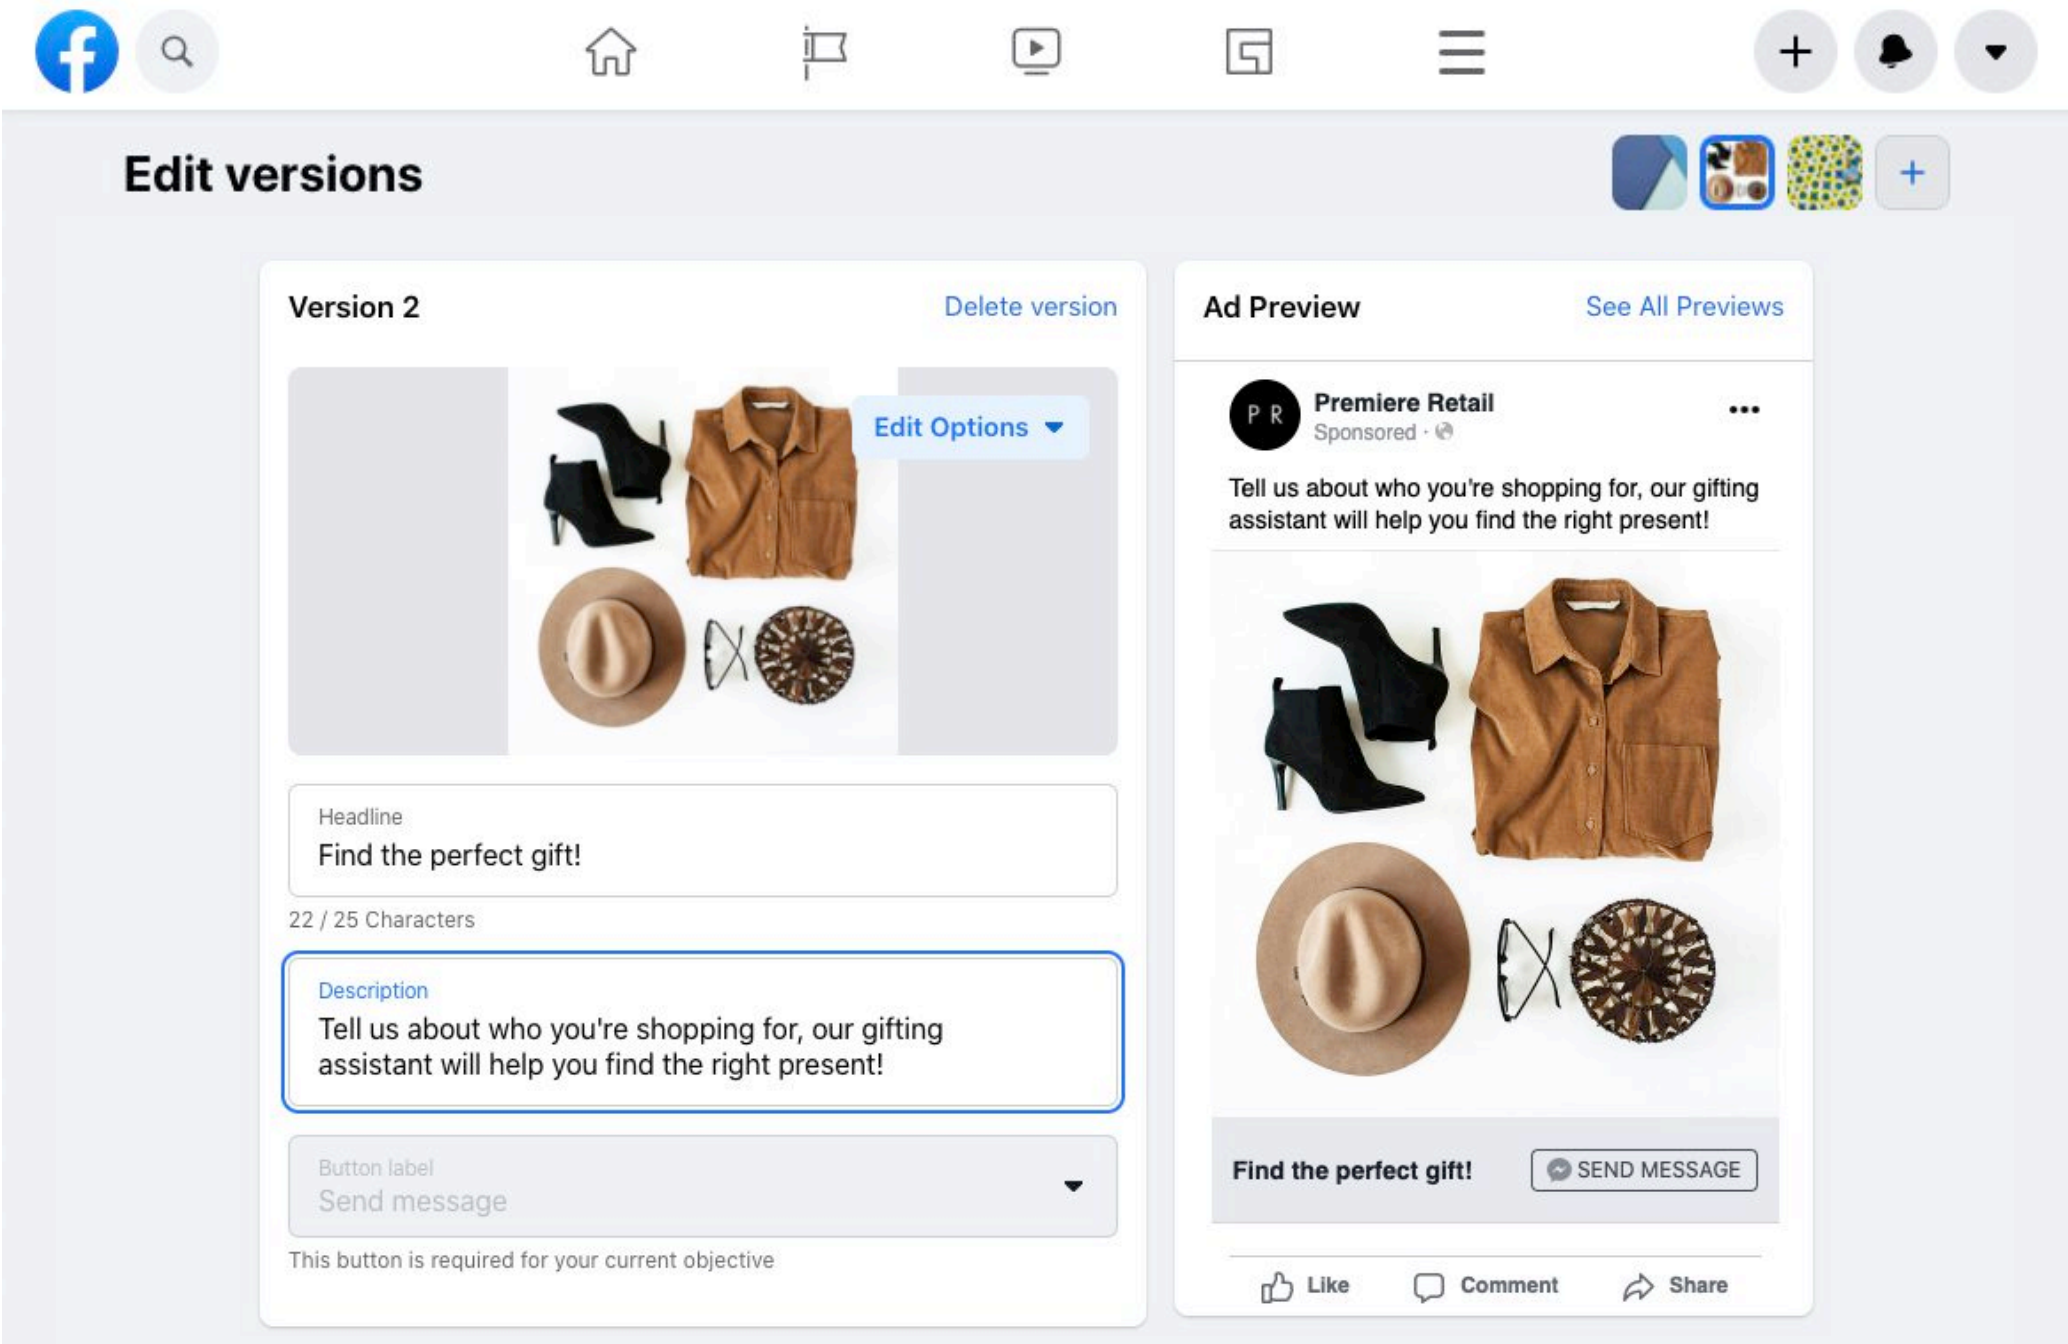 Edit versions
Version 2
Delete version
Edit Options
Headline
Find the perfect gift!
22 / 25 Characters
Description
Tell us about who you're shopping for, our gifting
assistant will help you find the right present!
Button label
Send message
This button is required for your current objective
Ad Preview
See All Previews
P R
Premiere Retail
Sponsored ·
Tell us about who you're shopping for, our gifting
assistant will help you find the right present!
Find the perfect gift!
SEND MESSAGE
Like
Comment
Share